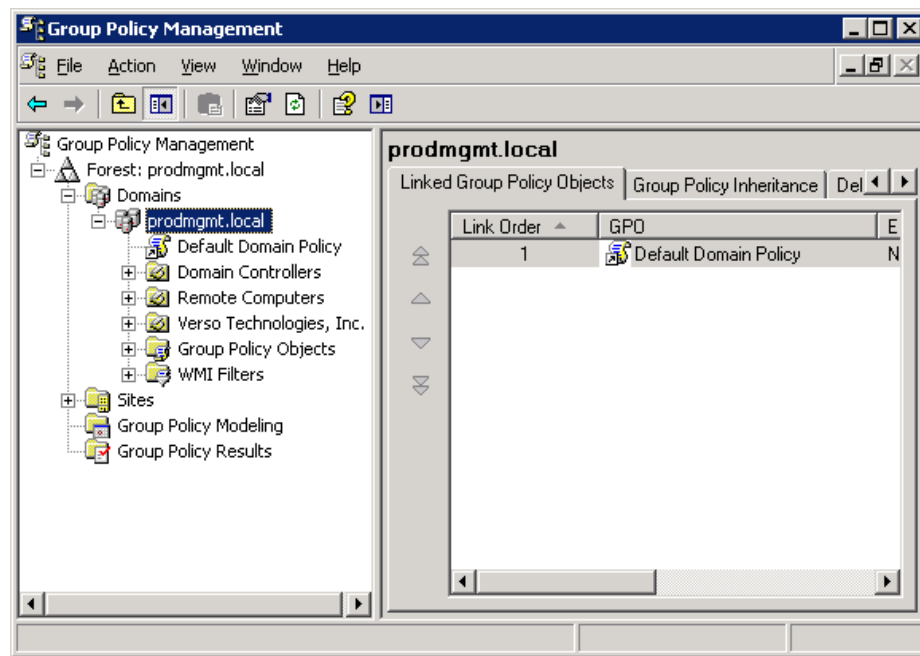 Group Policy Management
File Action View Window Help
Group Policy Management
Forest: prodmgmt.local
Domains
prodmgmt.local
Default Domain Policy
Domain Controllers
Remote Computers
Verso Technologies, Inc.
Group Policy Objects
WMI Filters
Sites
Group Policy Modeling
Group Policy Results
prodmgmt.local
Linked Group Policy Objects Group Policy Inheritance Del
Link Order GPO E
1 Default Domain Policy N